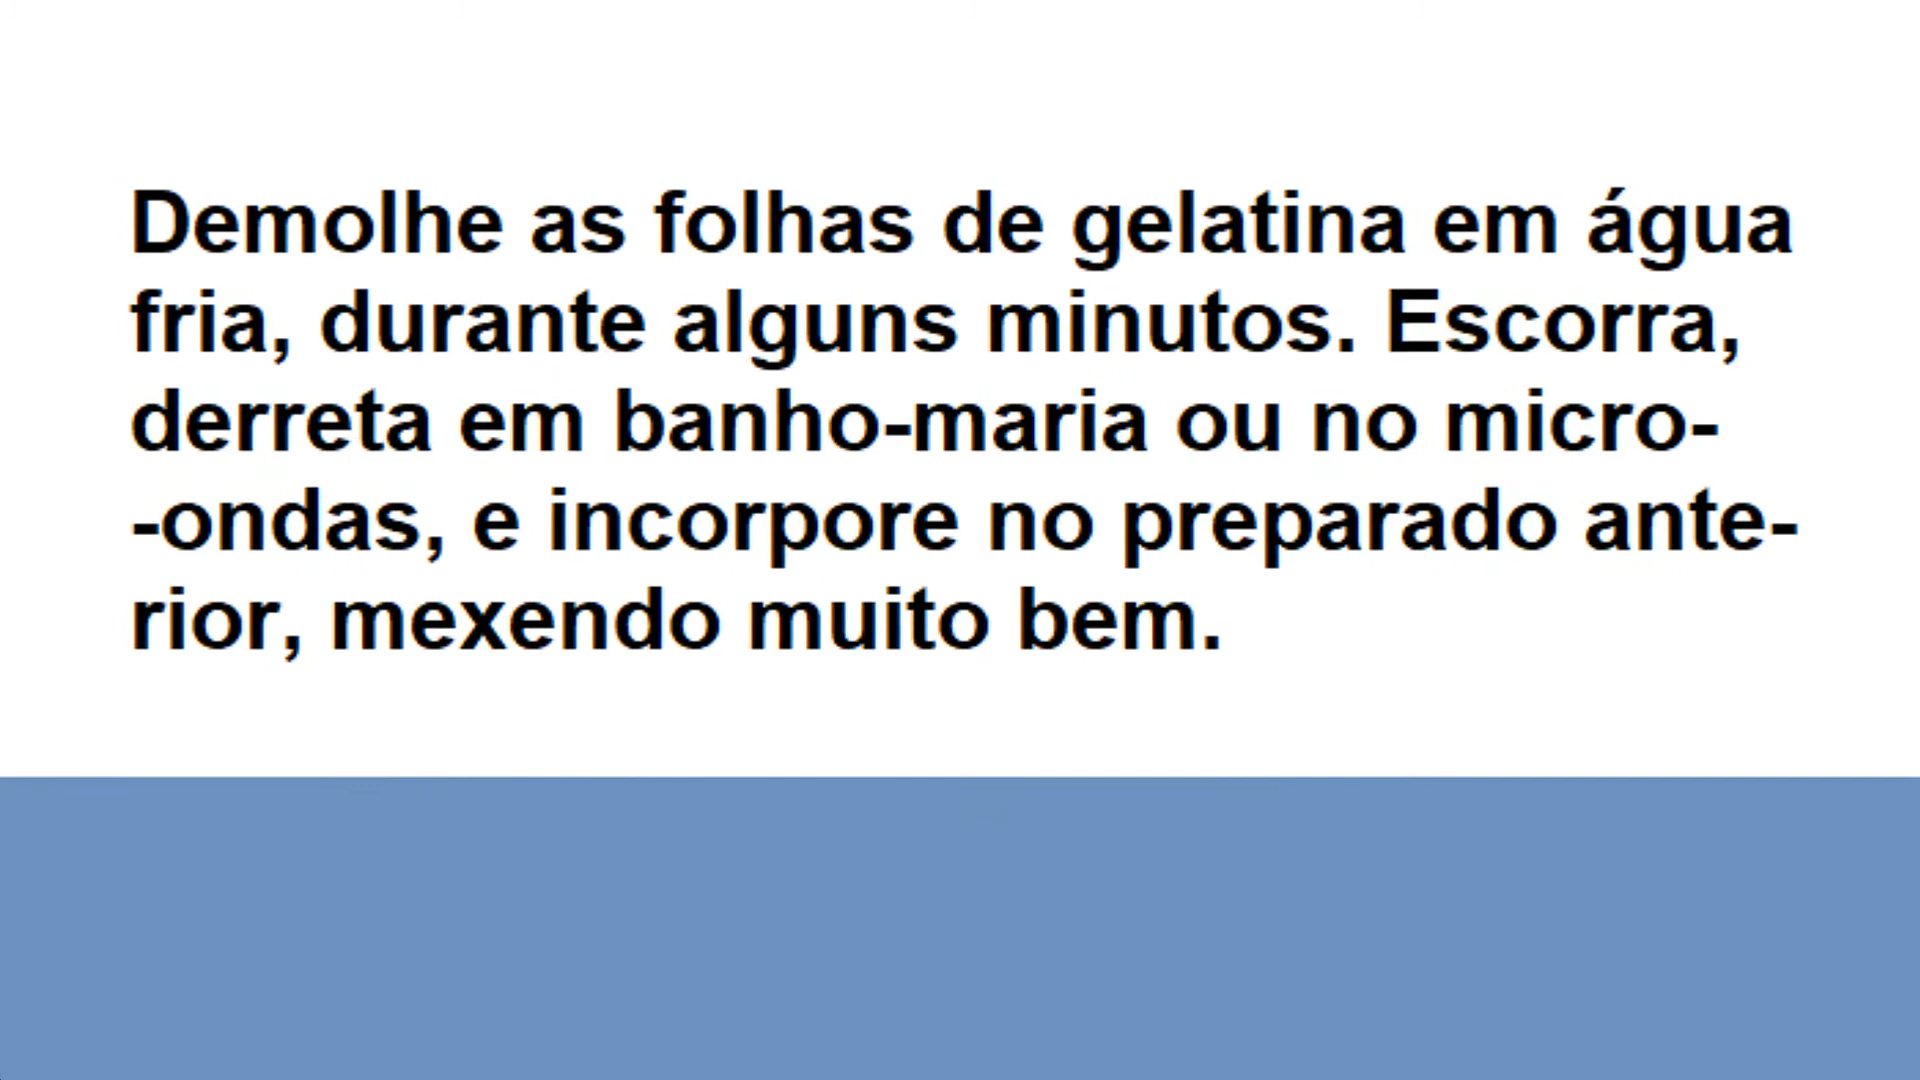 Demolhe as folhas de gelatina em água
fria, durante alguns minutos. Escorra,
derreta em banho-maria ou no micro-
-ondas, e incorpore no preparado ante-
rior, mexendo muito bem.